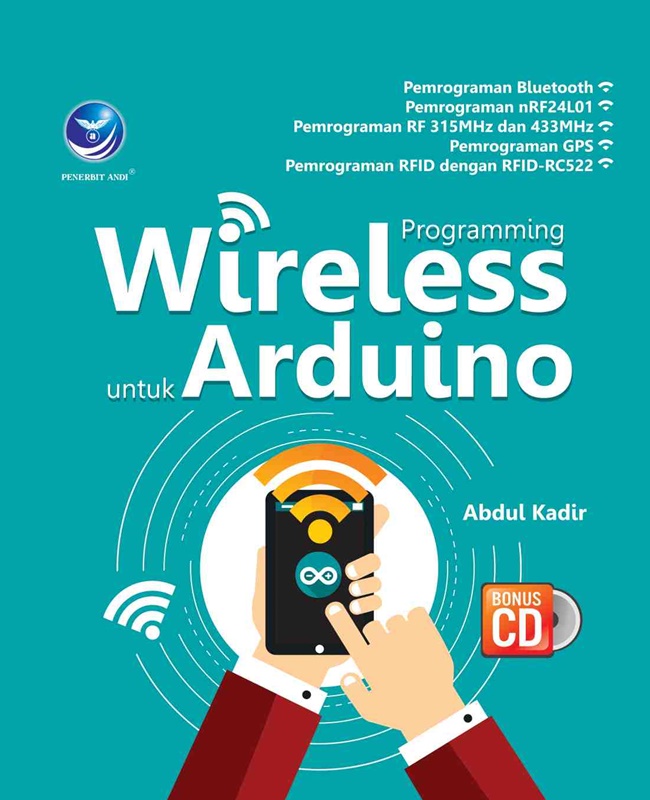 Pemrograman Bluetooth
Pemrograman nRF24L01
Pemrograman RF 315MHz dan 433MHz
Pemrograman GPS
Pemrograman RFID dengan RFID-RC522
a
PENERBIT ANDI®
Programming
Wireless
untuk Arduino
Abdul Kadir
BONUS
CD